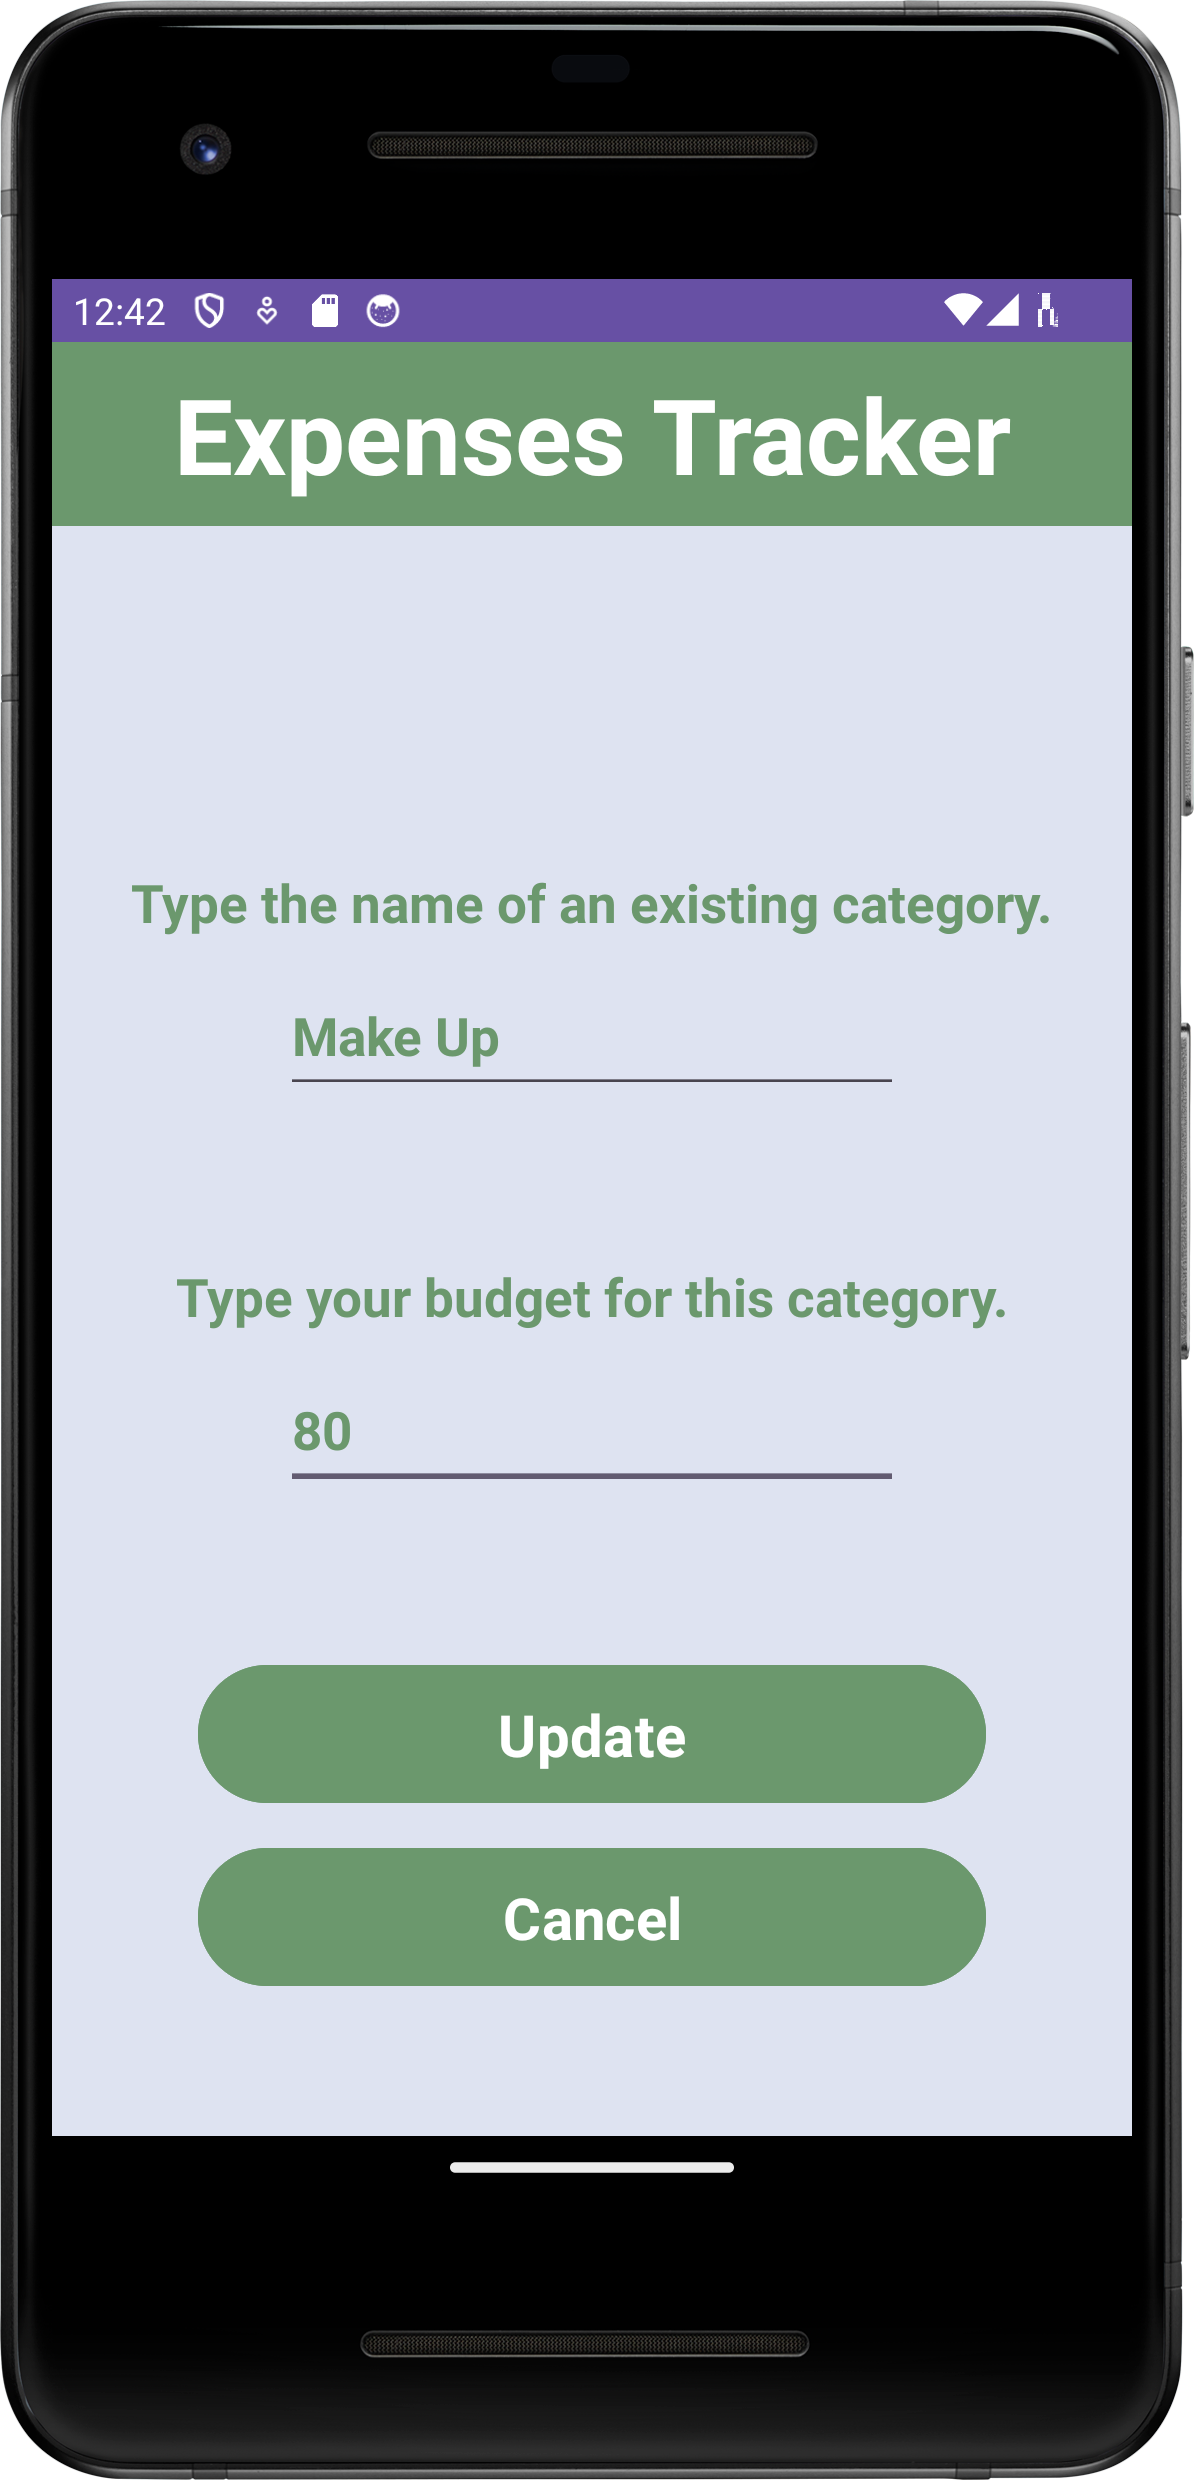 12:42
Expenses Tracker
Type the name of an existing category.
Make Up
Type your budget for this category.
80
Update
Cancel